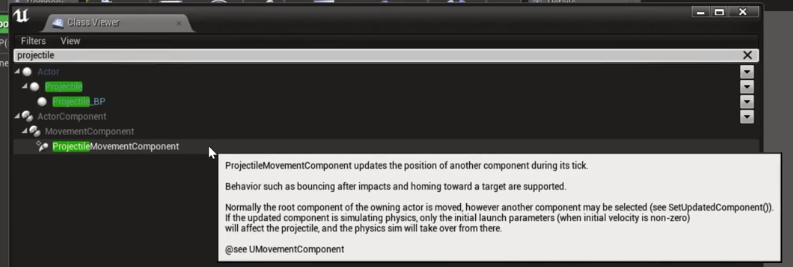 Class Viewer
Filters View
projectile
Actor
Projectile
Projectile_BP
ActorComponent
MovementComponent
ProjectileMovementComponent
ProjectileMovementComponent updates the position of another component during its tick.
Behavior such as bouncing after impacts and homing toward a target are supported.
Normally the root component of the owning actor is moved, however another component may be selected (see SetUpdatedComponent()).
If the updated component is simulating physics, only the initial launch parameters (when initial velocity is non-zero)
will affect the projectile, and the physics sim will take over from there.
@see UMovementComponent